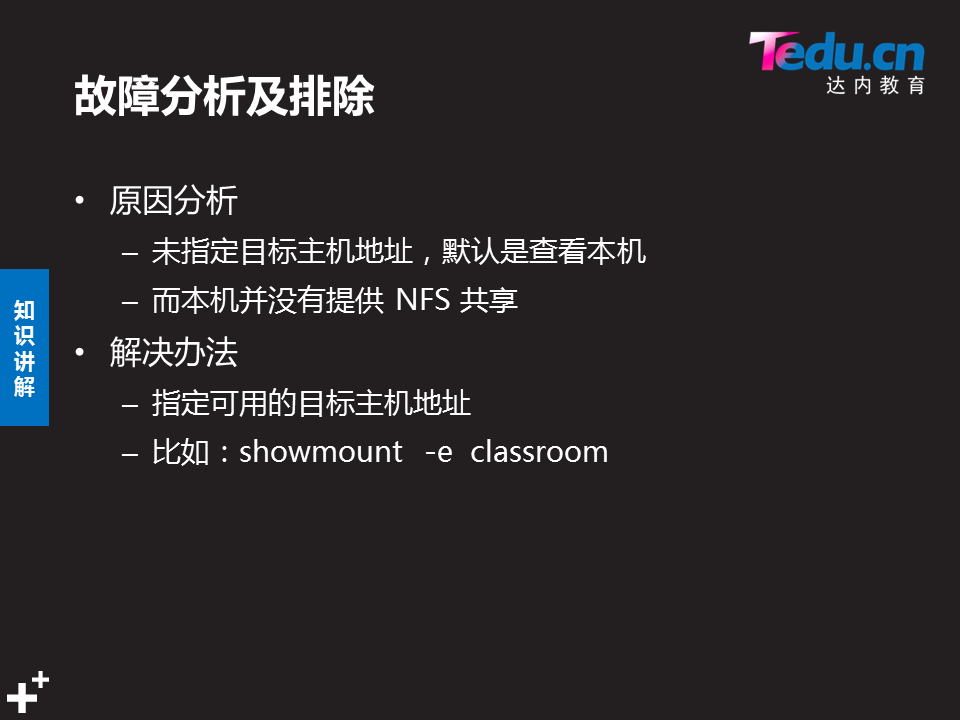 Tedu.cn
达内教育
故障分析及排除
• 原因分析
– 未指定目标主机地址，默认是查看本机
– 而本机并没有提供 NFS 共享
• 解决办法
– 指定可用的目标主机地址
– 比如：showmount -e classroom
知识讲解